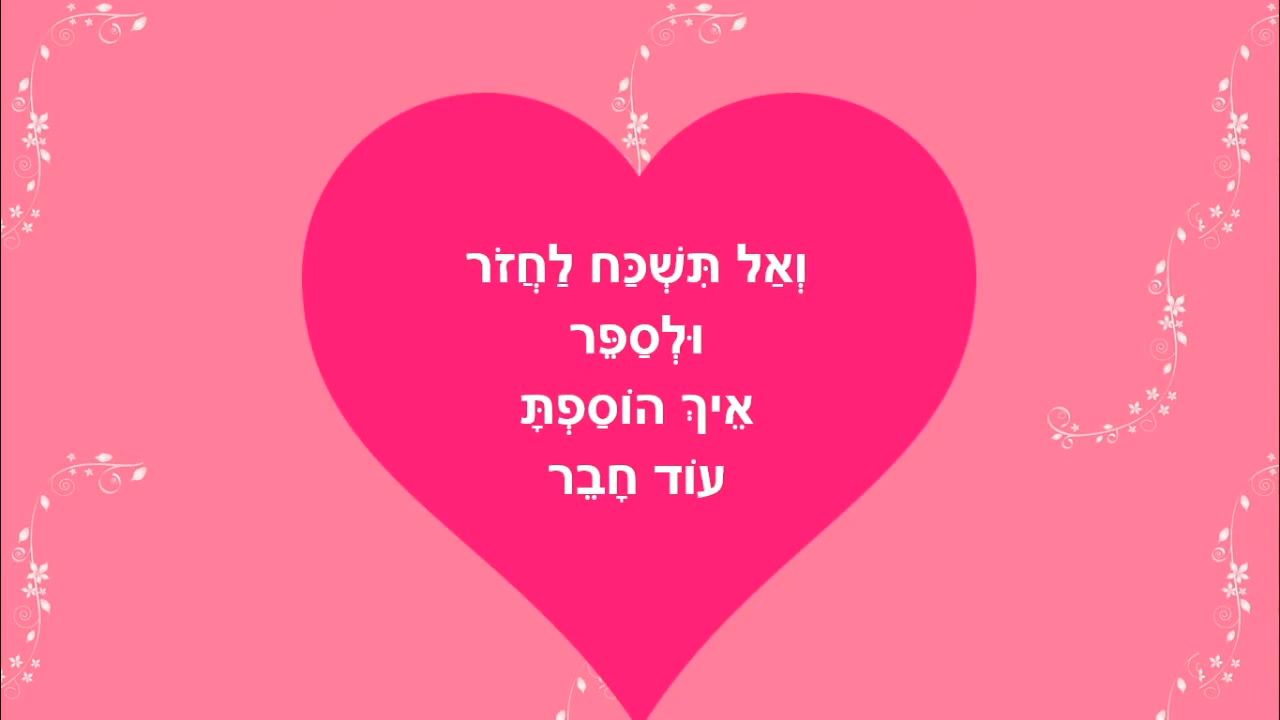 וְאַל תִּשְׁכַּח לַחֲזֹר
וּלְסַפֵּר
אֵיךְ הוֹסַפְתָּ
עוֹד חָבֵר